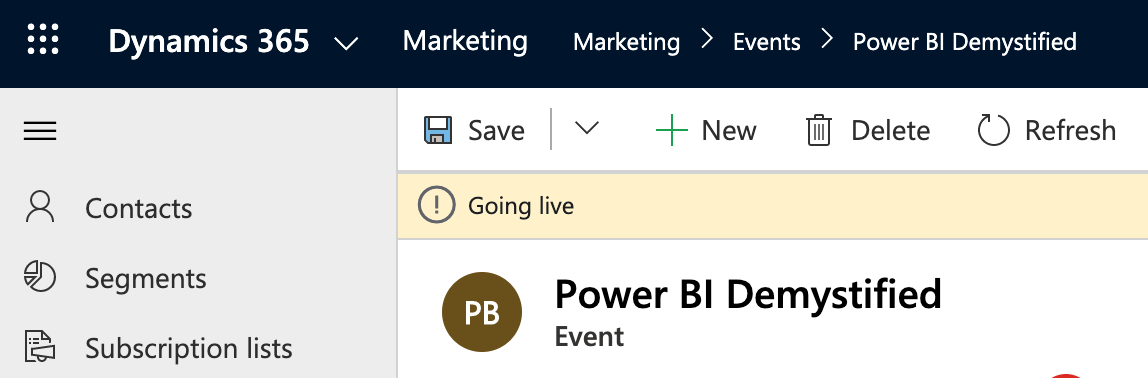 Dynamics 365 Marketing Marketing > Events > Power BI Demystified
Save New Delete Refresh
Going live
Contacts
Segments
Subscription lists
PB
Power BI Demystified
Event